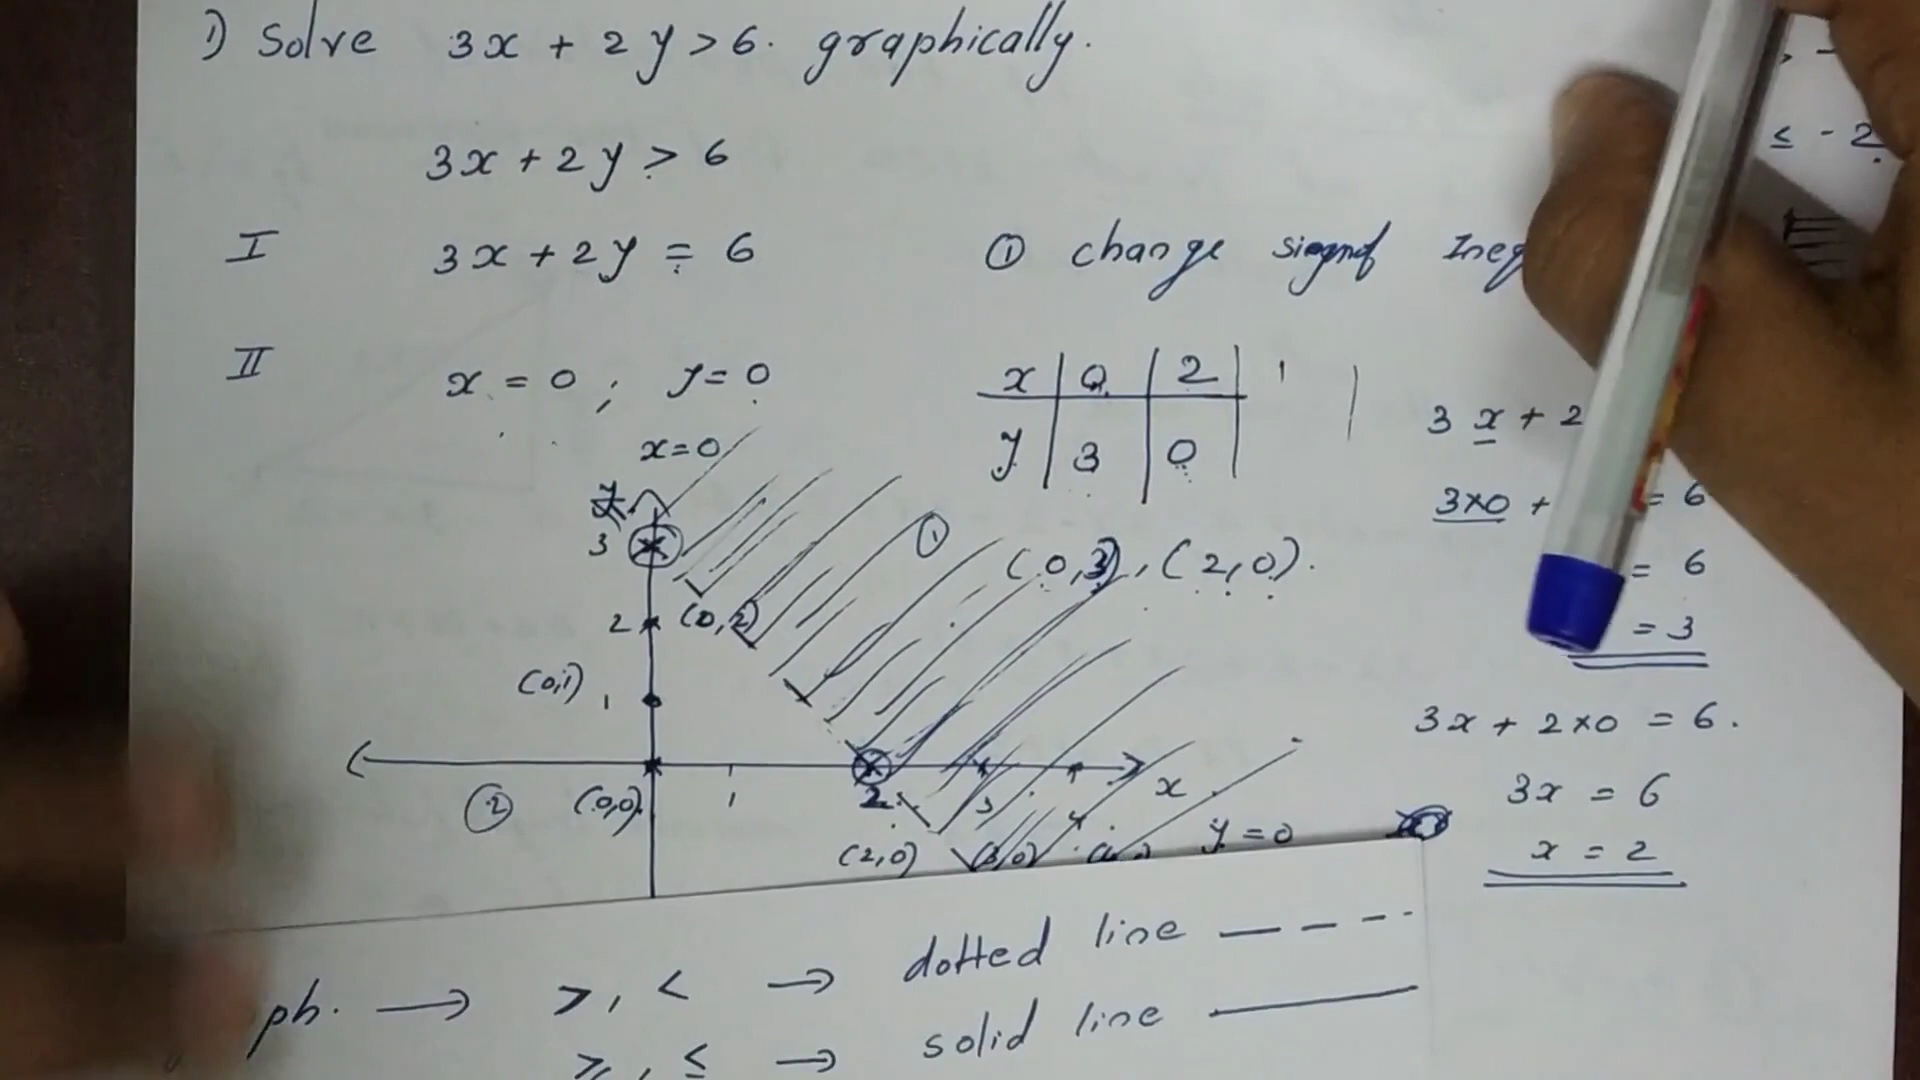 1) Solve 3x + 2y > 6. graphically.
3x + 2y > 6
I 3x + 2y = 6
① change sign of
II x = 0 ; y = 0
x | 0 | 2
y | 3 | 0
(0,3), (2,0).
3x + 2
3×0 + = 6
= 6
= 3
3x + 2×0 = 6.
3x = 6
x = 2
≤ - 2
x = 0
y
3
①
2 (0,2)
(0,1) 1
② (0,0) 1 2 3 4 x
(2,0) (3,0) y = 0
ph. → >, < → dotted line
≥, ≤ → solid line